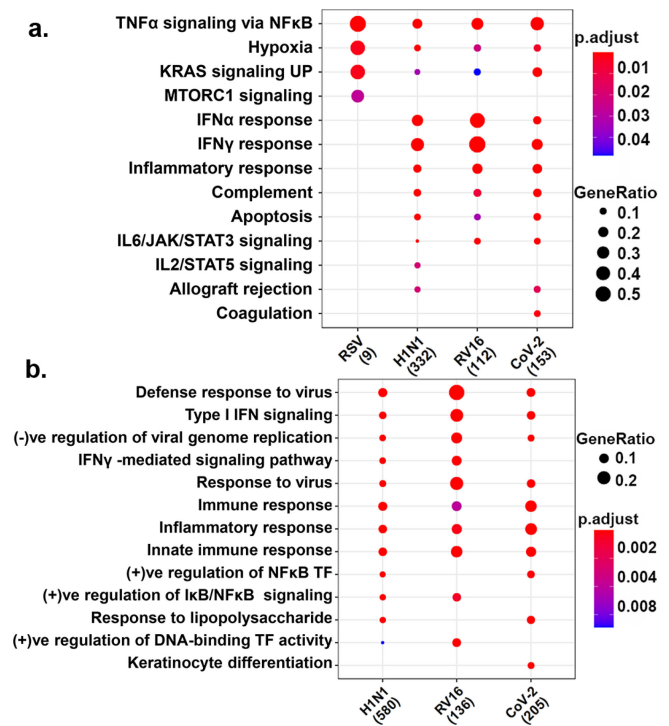 a.
TNFα signaling via NFκB
Hypoxia
KRAS signaling UP
MTORC1 signaling
IFNα response
IFNγ response
Inflammatory response
Complement
Apoptosis
IL6/JAK/STAT3 signaling
IL2/STAT5 signaling
Allograft rejection
Coagulation
RSV
(9)
H1N1
(332)
RV16
(112)
CoV-2
(153)
p.adjust
0.01
0.02
0.03
0.04
GeneRatio
0.1
0.2
0.3
0.4
0.5
b.
Defense response to virus
Type I IFN signaling
(-)ve regulation of viral genome replication
IFNγ -mediated signaling pathway
Response to virus
Immune response
Inflammatory response
Innate immune response
(+)ve regulation of NFκB TF
(+)ve regulation of IκB/NFκB signaling
Response to lipopolysaccharide
(+)ve regulation of DNA-binding TF activity
Keratinocyte differentiation
H1N1
(580)
RV16
(136)
CoV-2
(205)
GeneRatio
0.1
0.2
p.adjust
0.002
0.004
0.006
0.008